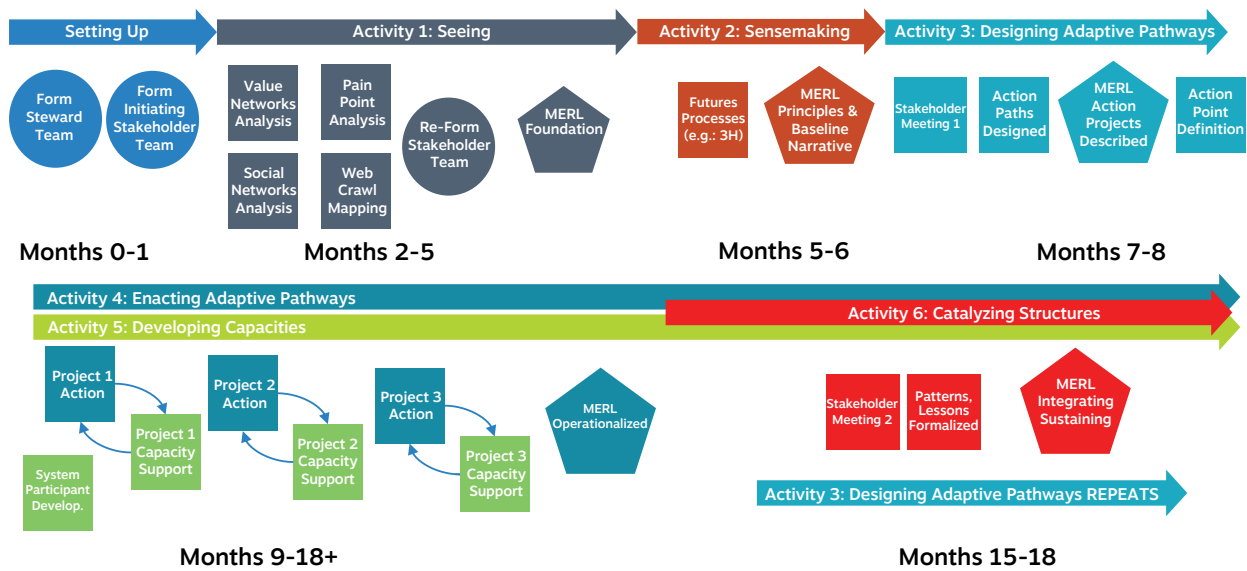 Setting Up
Activity 1: Seeing
Activity 2: Sensemaking
Activity 3: Designing Adaptive Pathways
Form
Steward
Team
Form
Initiating
Stakeholder
Team
Value
Networks
Analysis
Pain
Point
Analysis
Social
Networks
Analysis
Web
Crawl
Mapping
Re-Form
Stakeholder
Team
MERL
Foundation
Futures
Processes
(e.g.: 3H)
MERL
Principles &
Baseline
Narrative
Stakeholder
Meeting 1
Action
Paths
Designed
MERL
Action
Projects
Described
Action
Point
Definition
Months 0-1
Months 2-5
Months 5-6
Months 7-8
Activity 4: Enacting Adaptive Pathways
Activity 6: Catalyzing Structures
Activity 5: Developing Capacities
Project 1
Action
Project 1
Capacity
Support
System
Participant
Develop.
Project 2
Action
Project 2
Capacity
Support
Project 3
Action
Project 3
Capacity
Support
MERL
Operationalized
Stakeholder
Meeting 2
Patterns,
Lessons
Formalized
MERL
Integrating
Sustaining
Activity 3: Designing Adaptive Pathways REPEATS
Months 9-18+
Months 15-18